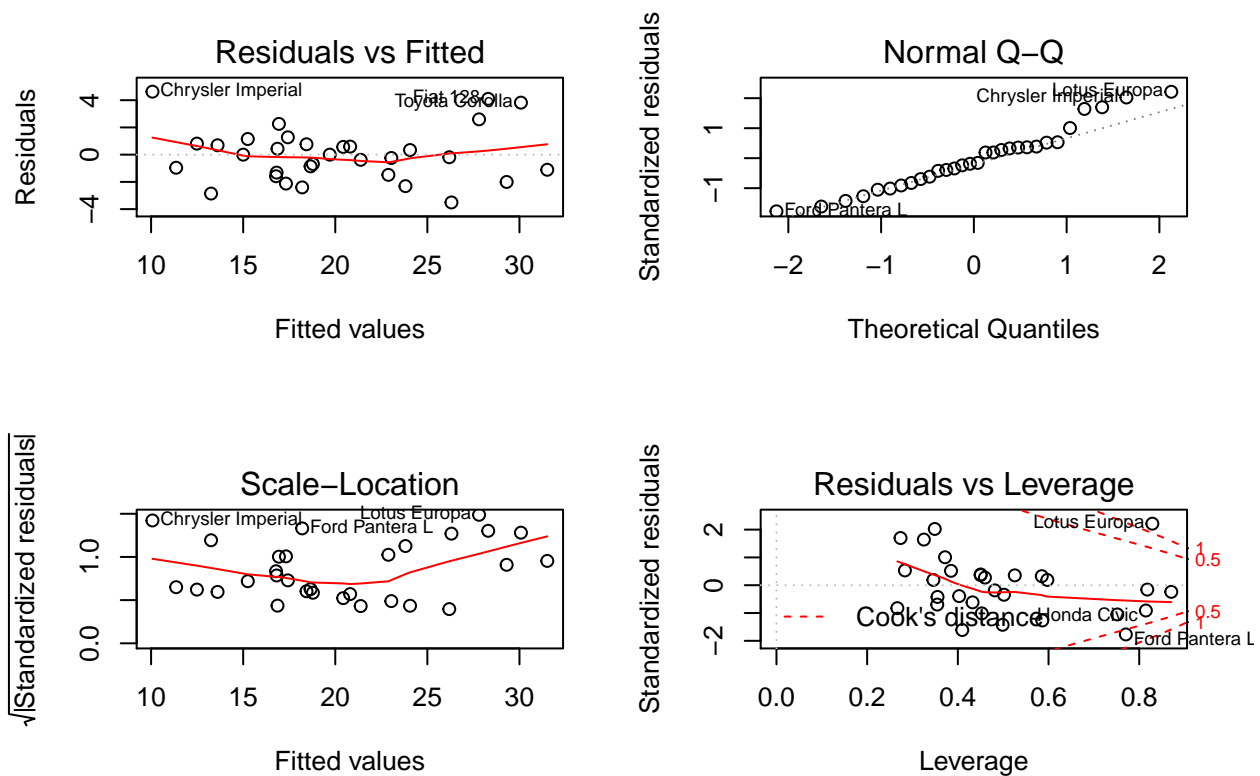 Residuals vs Fitted
Residuals
4
0
−4
Chrysler Imperial
Fiat 128
Toyota Corolla
10 15 20 25 30
Fitted values
Normal Q−Q
Standardized residuals
1
−1
Lotus Europa
Chrysler Imperial
Ford Pantera L
−2 −1 0 1 2
Theoretical Quantiles
Scale−Location
√|Standardized residuals|
1.0
0.0
Chrysler Imperial
Lotus Europa
Ford Pantera L
10 15 20 25 30
Fitted values
Residuals vs Leverage
Standardized residuals
2
0
−2
Lotus Europa
1
0.5
0.5
1
Cook's distance
Honda Civic
Ford Pantera L
0.0 0.2 0.4 0.6 0.8
Leverage